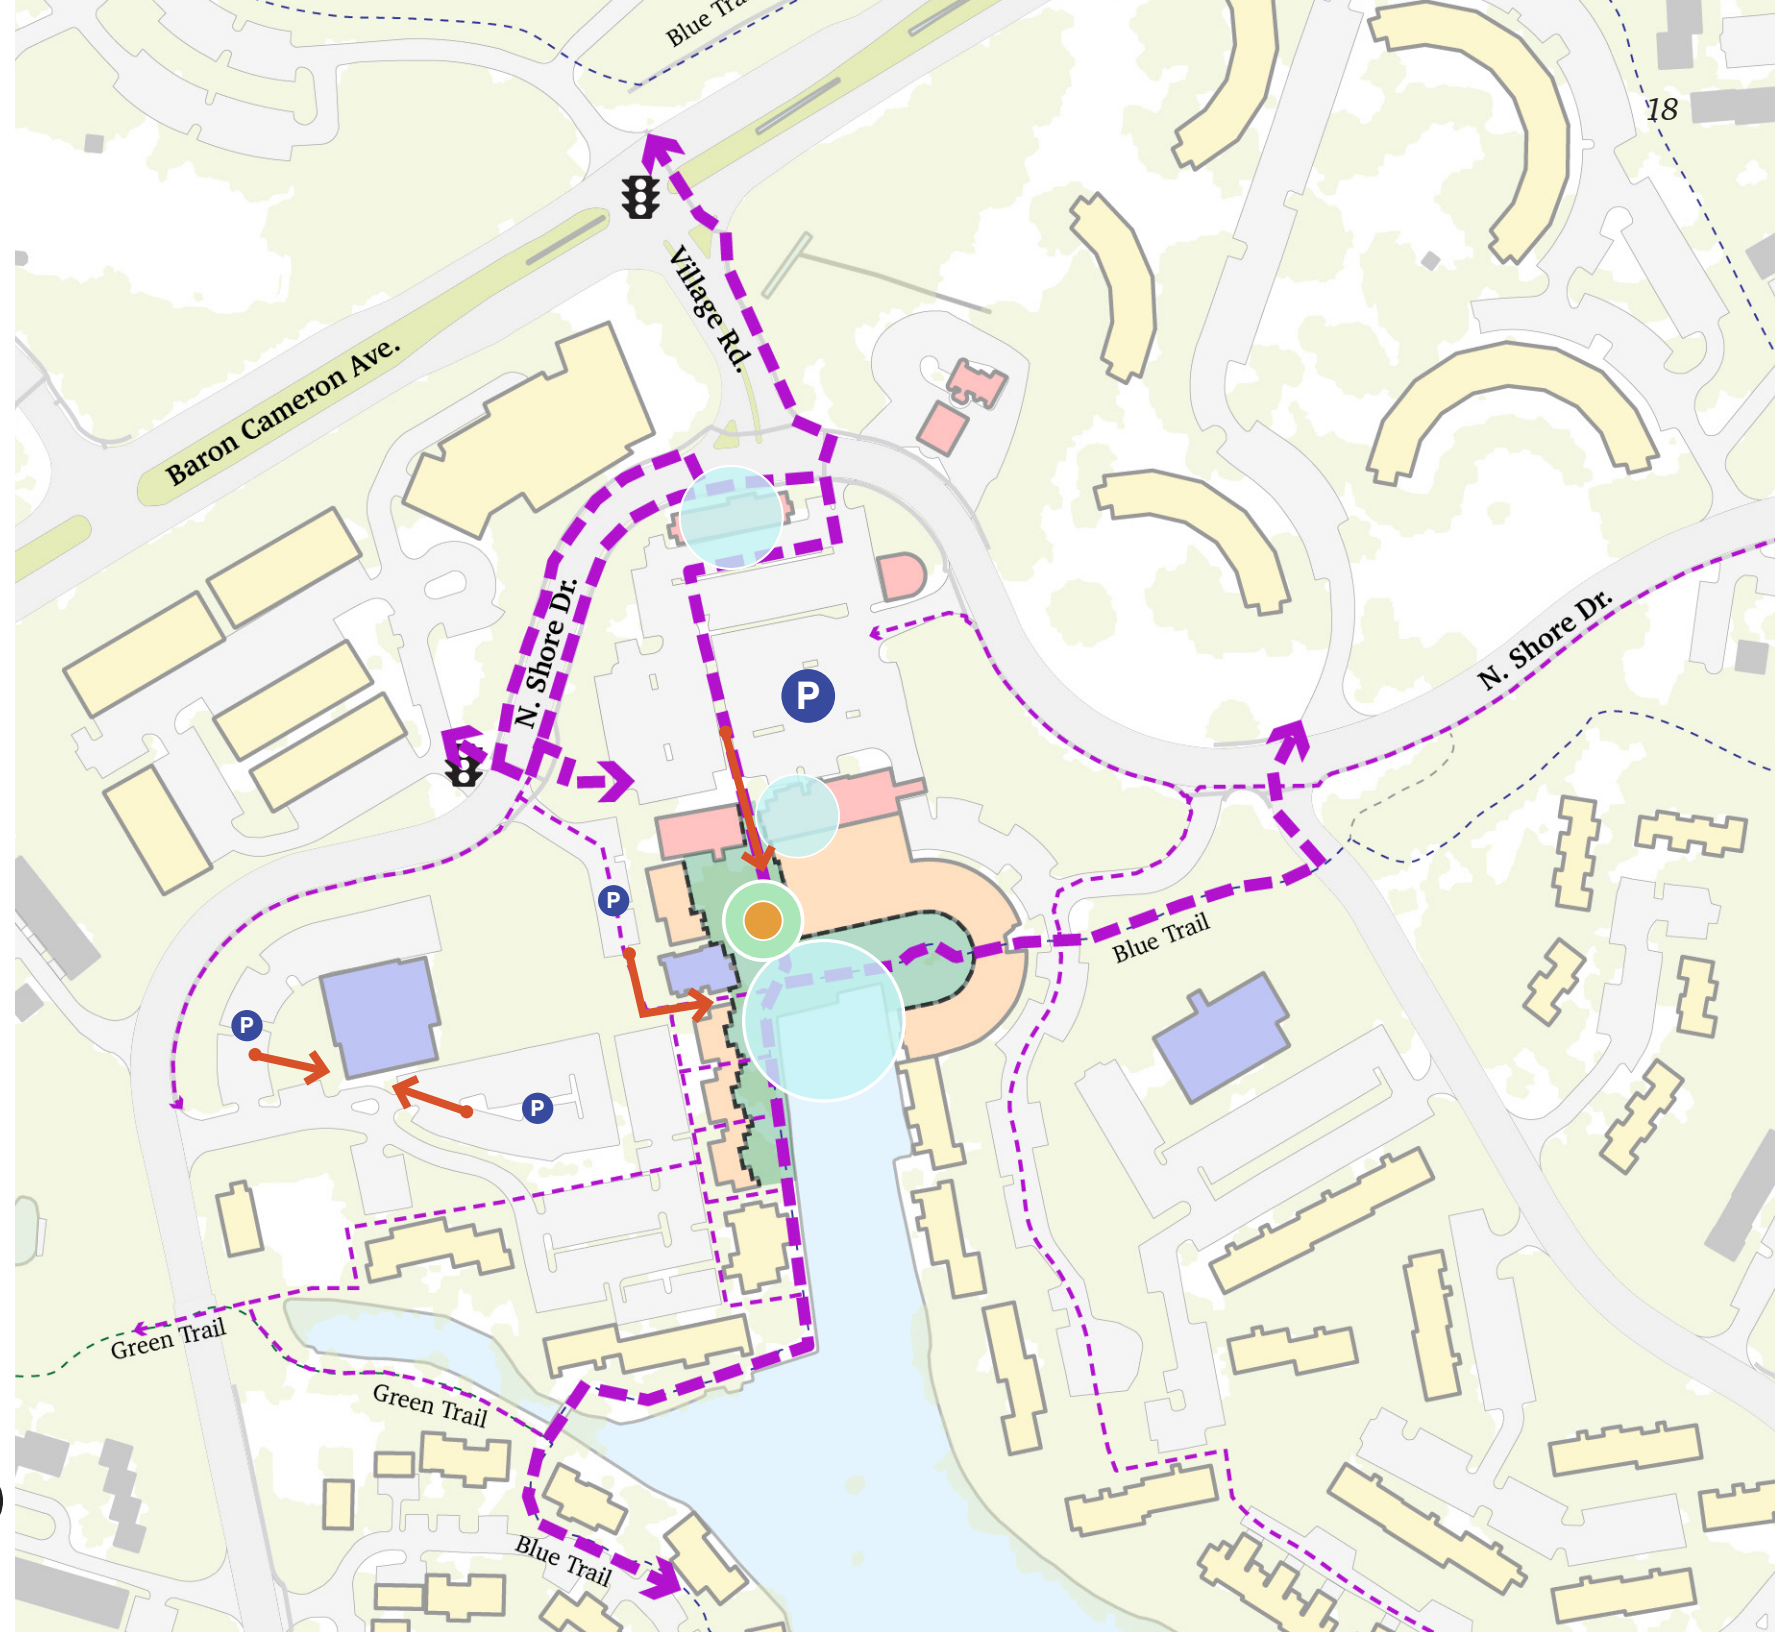 Blue Tra
18
Village Rd.
Baron Cameron Ave.
N. Shore Dr.
N. Shore Dr.
P
P
Blue Trail
P
P
Green Trail
Green Trail
Blue Trail